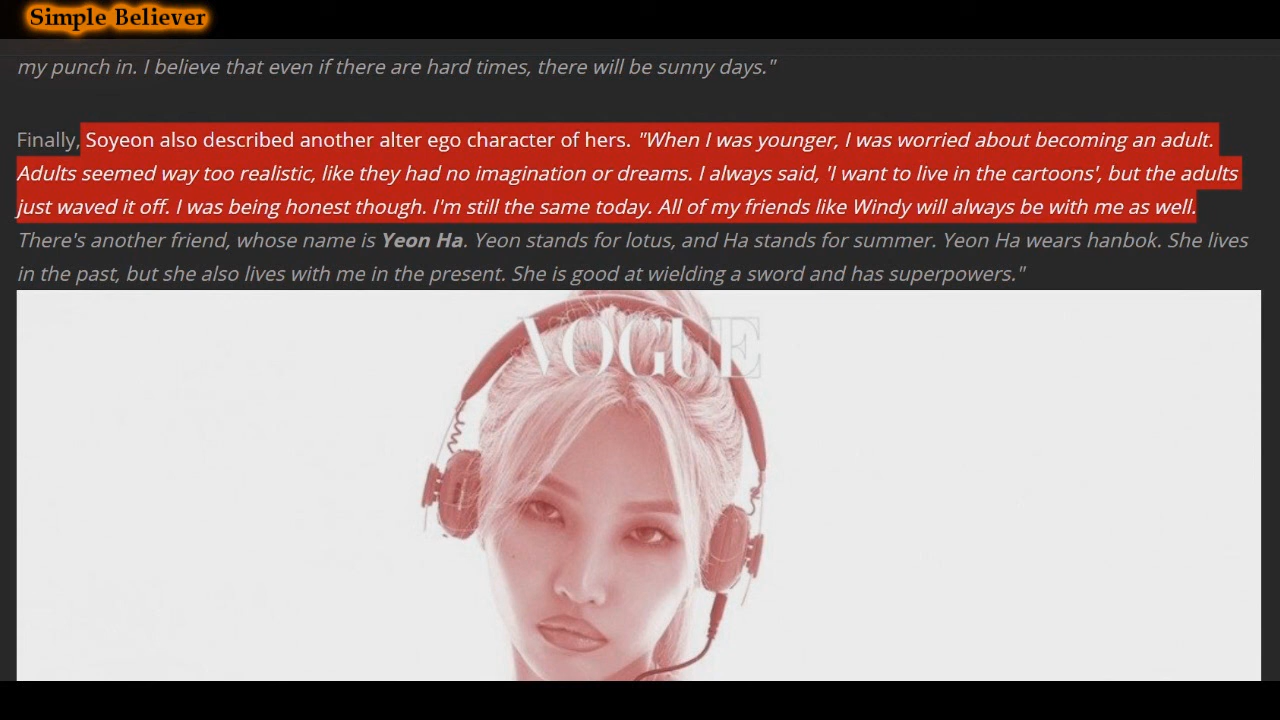 Simple Believer
my punch in. I believe that even if there are hard times, there will be sunny days."
Finally, Soyeon also described another alter ego character of hers. "When I was younger, I was worried about becoming an adult.
Adults seemed way too realistic, like they had no imagination or dreams. I always said, 'I want to live in the cartoons', but the adults
just waved it off. I was being honest though. I'm still the same today. All of my friends like Windy will always be with me as well.
There's another friend, whose name is Yeon Ha. Yeon stands for lotus, and Ha stands for summer. Yeon Ha wears hanbok. She lives
in the past, but she also lives with me in the present. She is good at wielding a sword and has superpowers."
VOGUE